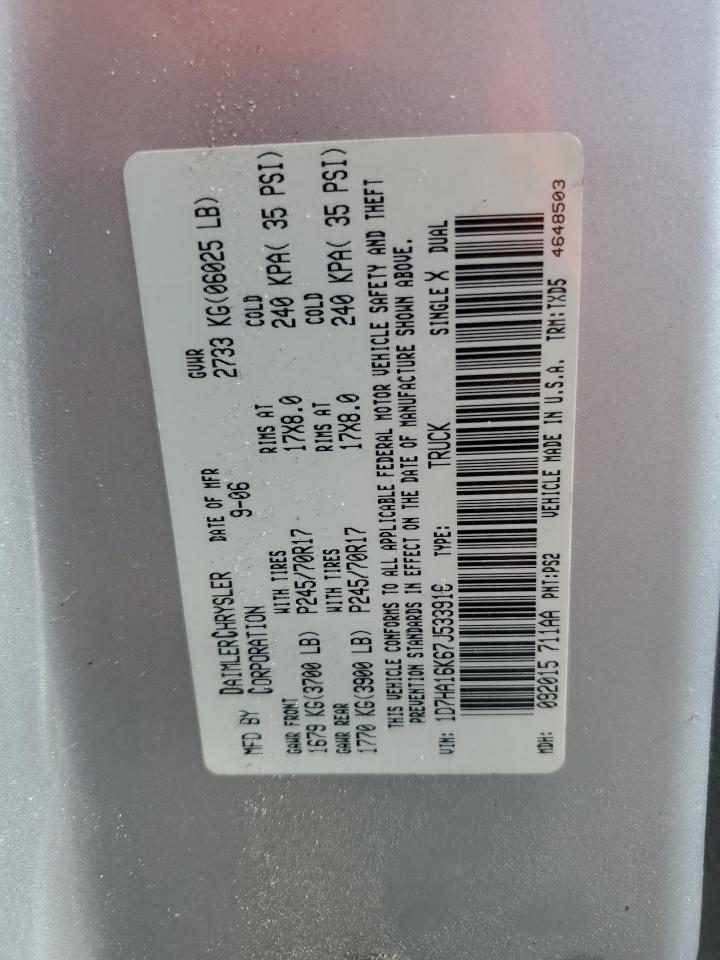 MFD BY DAIMLERCHRYSLER CORPORATION
DATE OF MFR 9-06
GVWR 2733 KG(06025 LB)
GAWR FRONT WITH TIRES RIMS AT COLD
1679 KG(3700 LB) P245/70R17 17X8.0 240 KPA( 35 PSI)
GAWR REAR WITH TIRES RIMS AT COLD
1770 KG(3900 LB) P245/70R17 17X8.0 240 KPA( 35 PSI)
THIS VEHICLE CONFORMS TO ALL APPLICABLE FEDERAL MOTOR VEHICLE SAFETY AND THEFT
PREVENTION STANDARDS IN EFFECT ON THE DATE OF MANUFACTURE SHOWN ABOVE.
VIN: 1D7HA16K67J533916 TYPE: TRUCK SINGLE X DUAL
MDH: 092015 711AA PNT:PS2 VEHICLE MADE IN U.S.A. TRM:TXD5 4648503